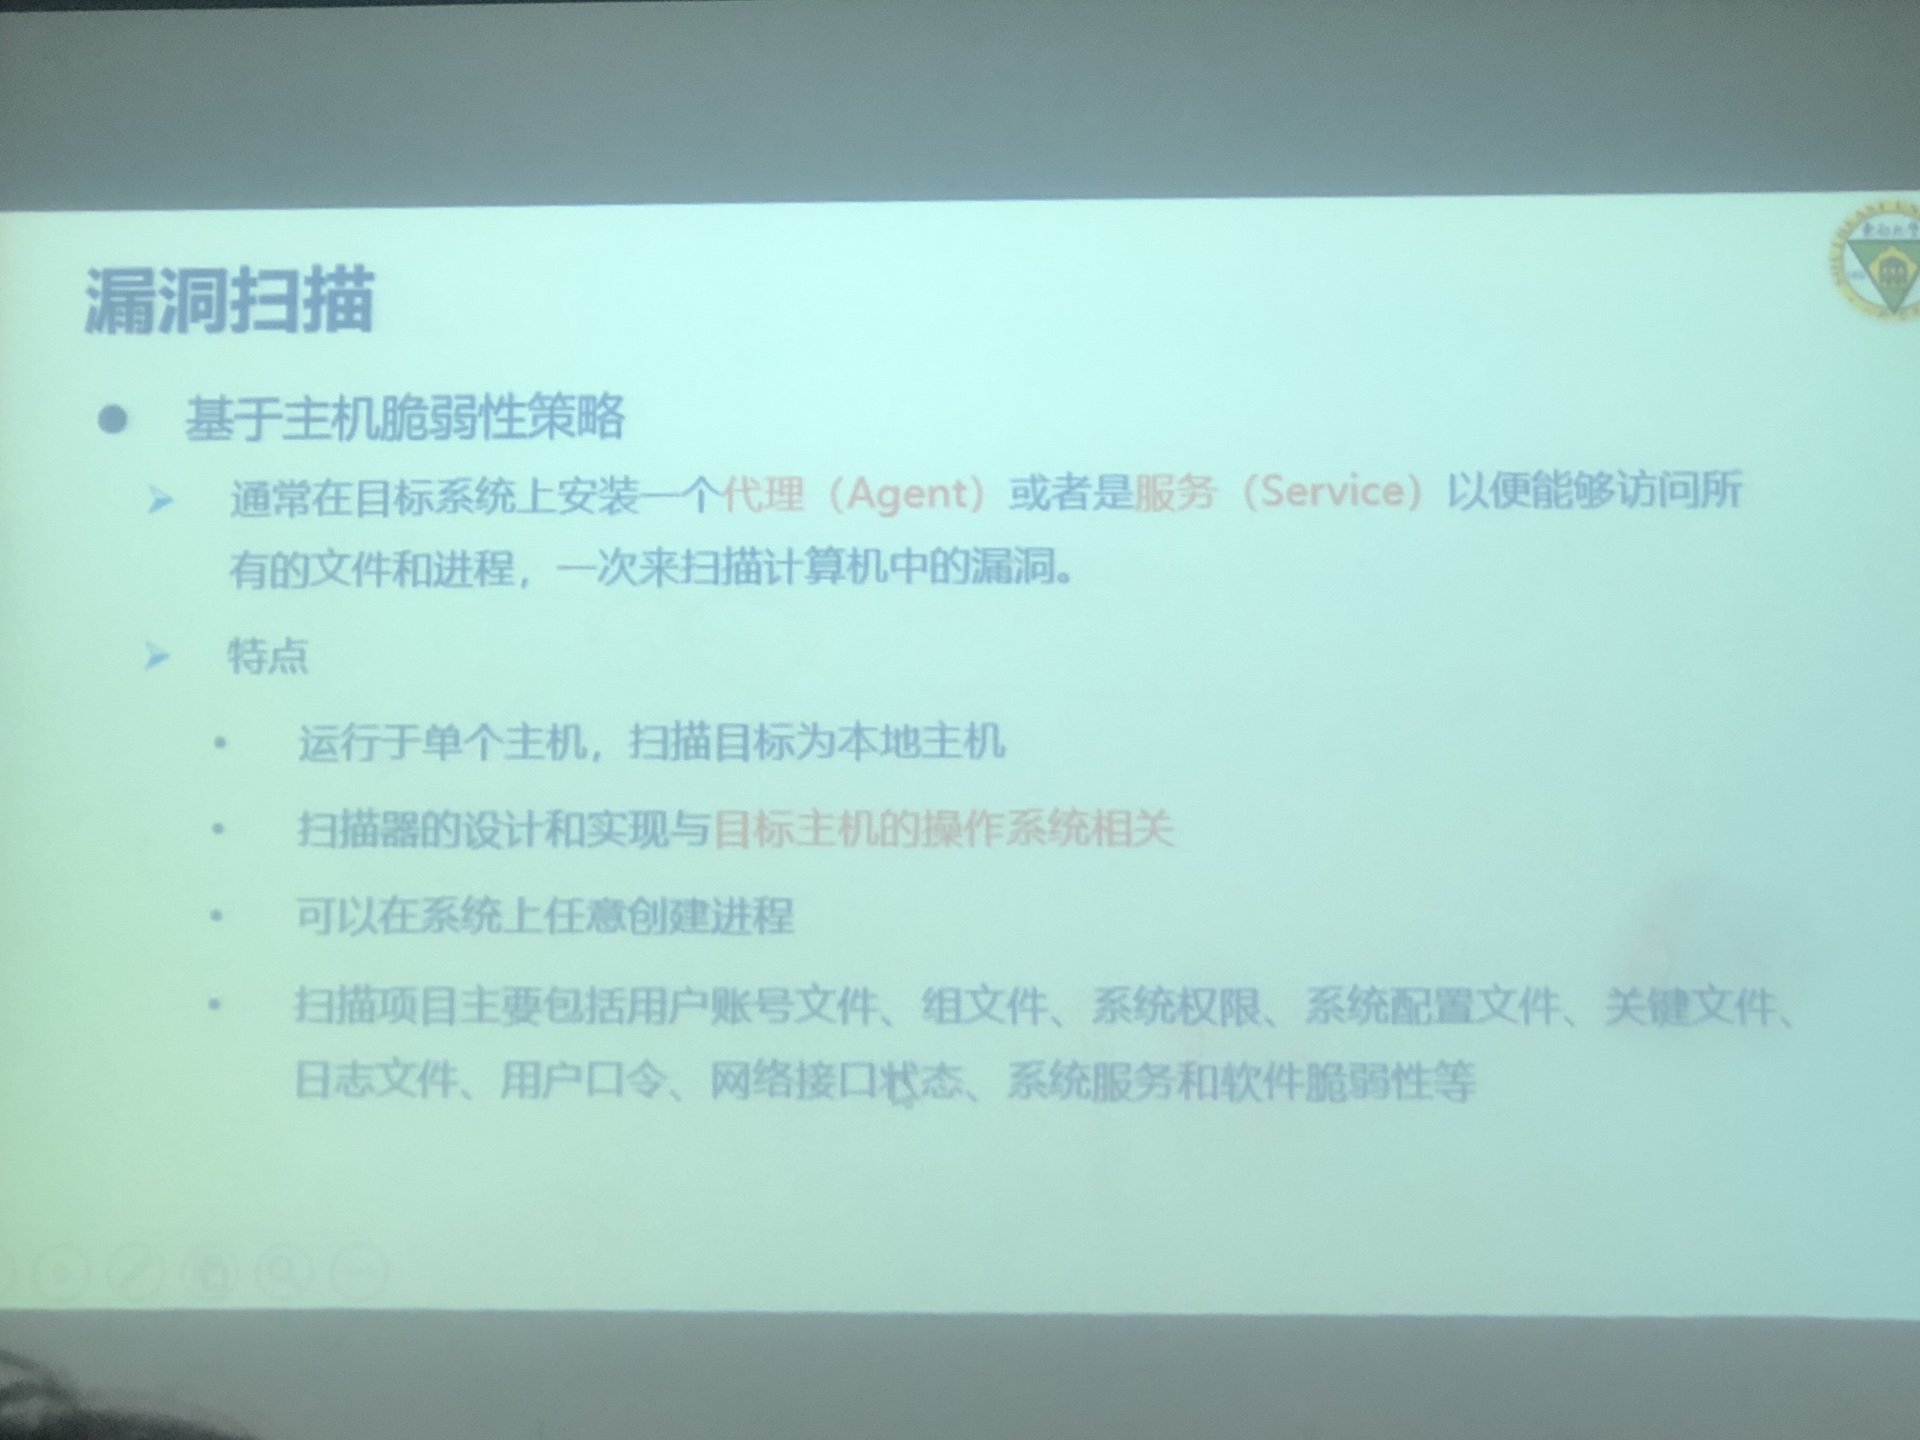 漏洞扫描
● 基于主机脆弱性策略
➢ 通常在目标系统上安装一个代理（Agent）或者是服务（Service）以便能够访问所
有的文件和进程，一次来扫描计算机中的漏洞。
➢ 特点
• 运行于单个主机，扫描目标为本地主机
• 扫描器的设计和实现与目标主机的操作系统相关
• 可以在系统上任意创建进程
• 扫描项目主要包括用户账号文件、组文件、系统权限、系统配置文件、关键文件、
日志文件、用户口令、网络接口状态、系统服务和软件脆弱性等